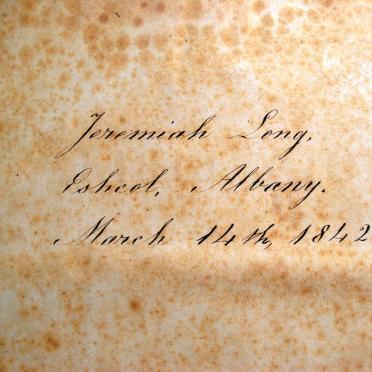 Jeremiah Long.
Eshcol, Albany.
March 14th, 1842